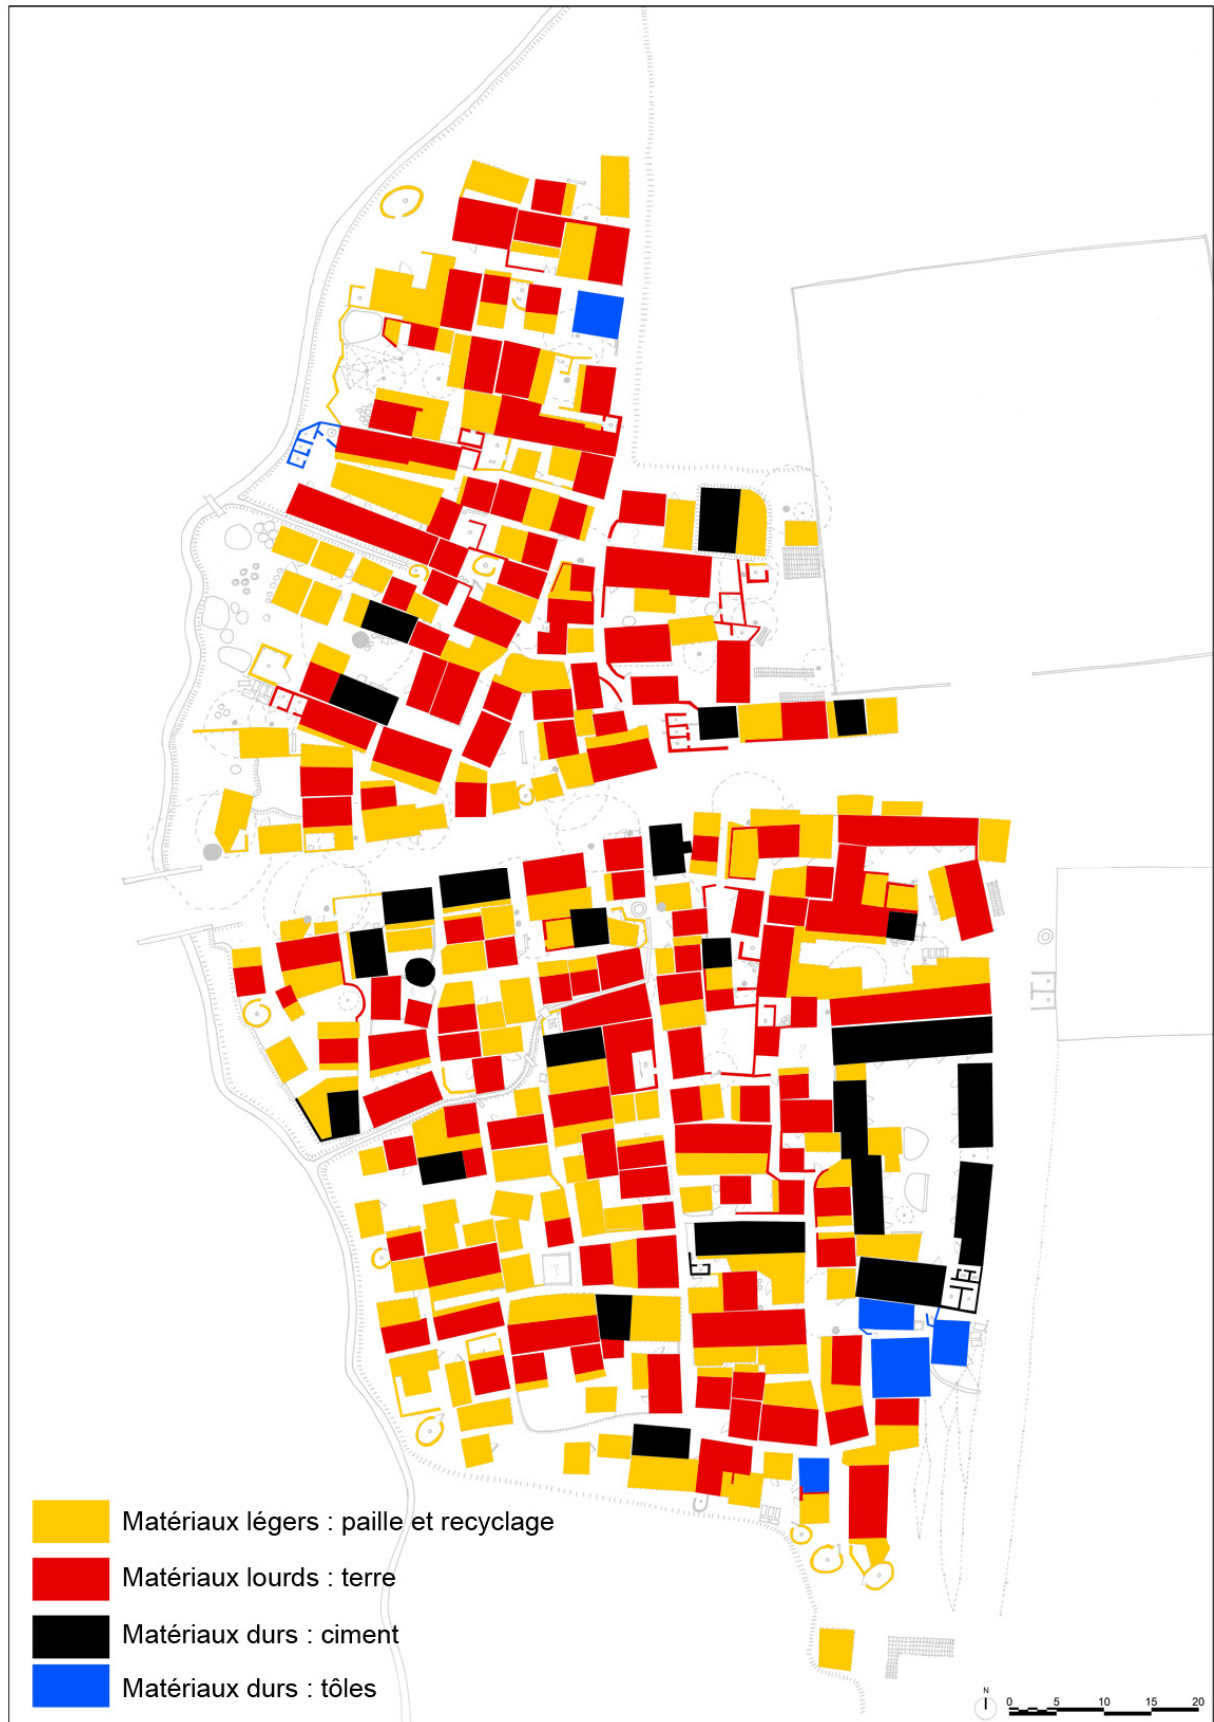 Matériaux légers : paille et recyclage
Matériaux lourds : terre
Matériaux durs : ciment
Matériaux durs : tôles
N
0 5 10 15 20